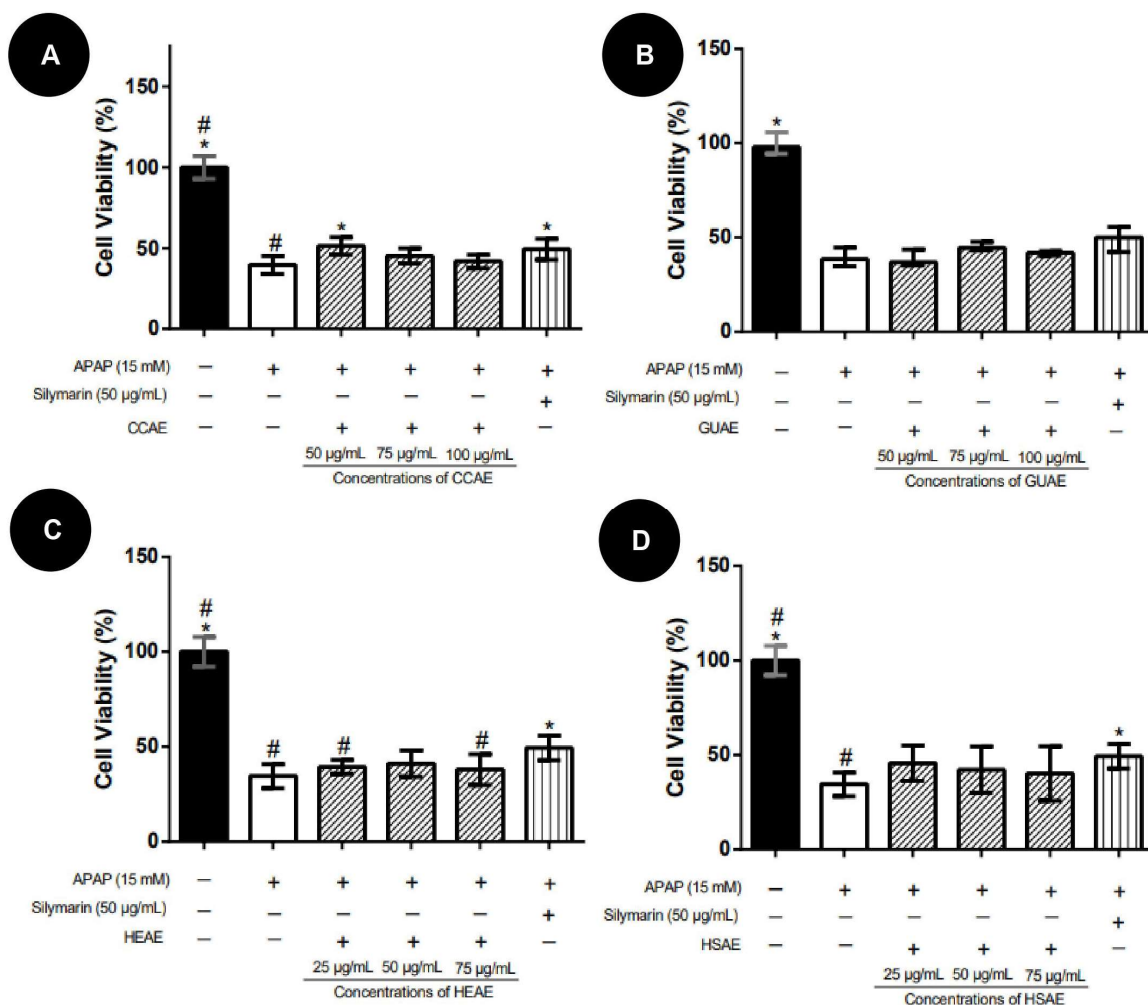 A
Cell Viability (%)
150
100
50
0
#
*
#
*
*
APAP (15 mM) – + + + + +
Silymarin (50 µg/mL) – – – – – +
CCAE – – + + + –
50 µg/mL 75 µg/mL 100 µg/mL
Concentrations of CCAE
B
Cell Viability (%)
150
100
50
0
*
APAP (15 mM) – + + + + +
Silymarin (50 µg/mL) – – – – – +
GUAE – – + + + –
50 µg/mL 75 µg/mL 100 µg/mL
Concentrations of GUAE
C
Cell Viability (%)
150
100
50
0
#
*
#
#
#
*
APAP (15 mM) – + + + + +
Silymarin (50 µg/mL) – – – – – +
HEAE – – + + + –
25 µg/mL 50 µg/mL 75 µg/mL
Concentrations of HEAE
D
Cell Viability (%)
150
100
50
0
#
*
#
*
APAP (15 mM) – + + + + +
Silymarin (50 µg/mL) – – – – – +
HSAE – – + + + –
25 µg/mL 50 µg/mL 75 µg/mL
Concentrations of HSAE